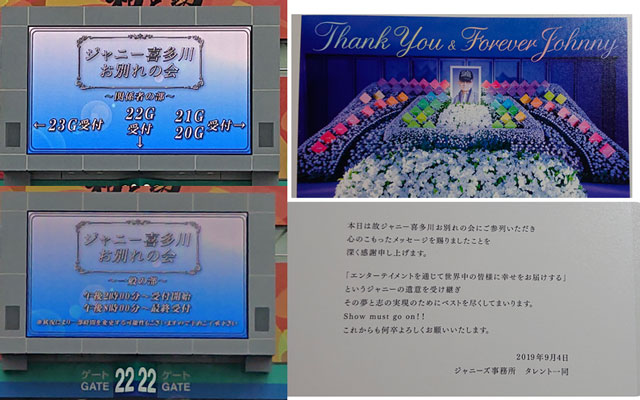 ジャニー喜多川
お別れの会
〜関係者の部〜
←23G受付
22G
受付
↓
21G
20G
受付→
ジャニー喜多川
お別れの会
〜一般の部〜
午後2時00分〜受付開始
午後8時00分〜最終受付
ゲート
GATE
22 22
ゲート
GATE
Thank You & Forever Johnny
本日は故ジャニー喜多川お別れの会にご参列いただき
心のこもったメッセージを賜りましたことを
深く感謝申し上げます。
「エンターテイメントを通じて世界中の皆様に幸せをお届けする」
というジャニーの遺意を受け継ぎ
その夢と志の実現のためにベストを尽くしてまいります。
Show must go on!!
これからも何卒よろしくお願いいたします。
2019年9月4日
ジャニーズ事務所　タレント一同